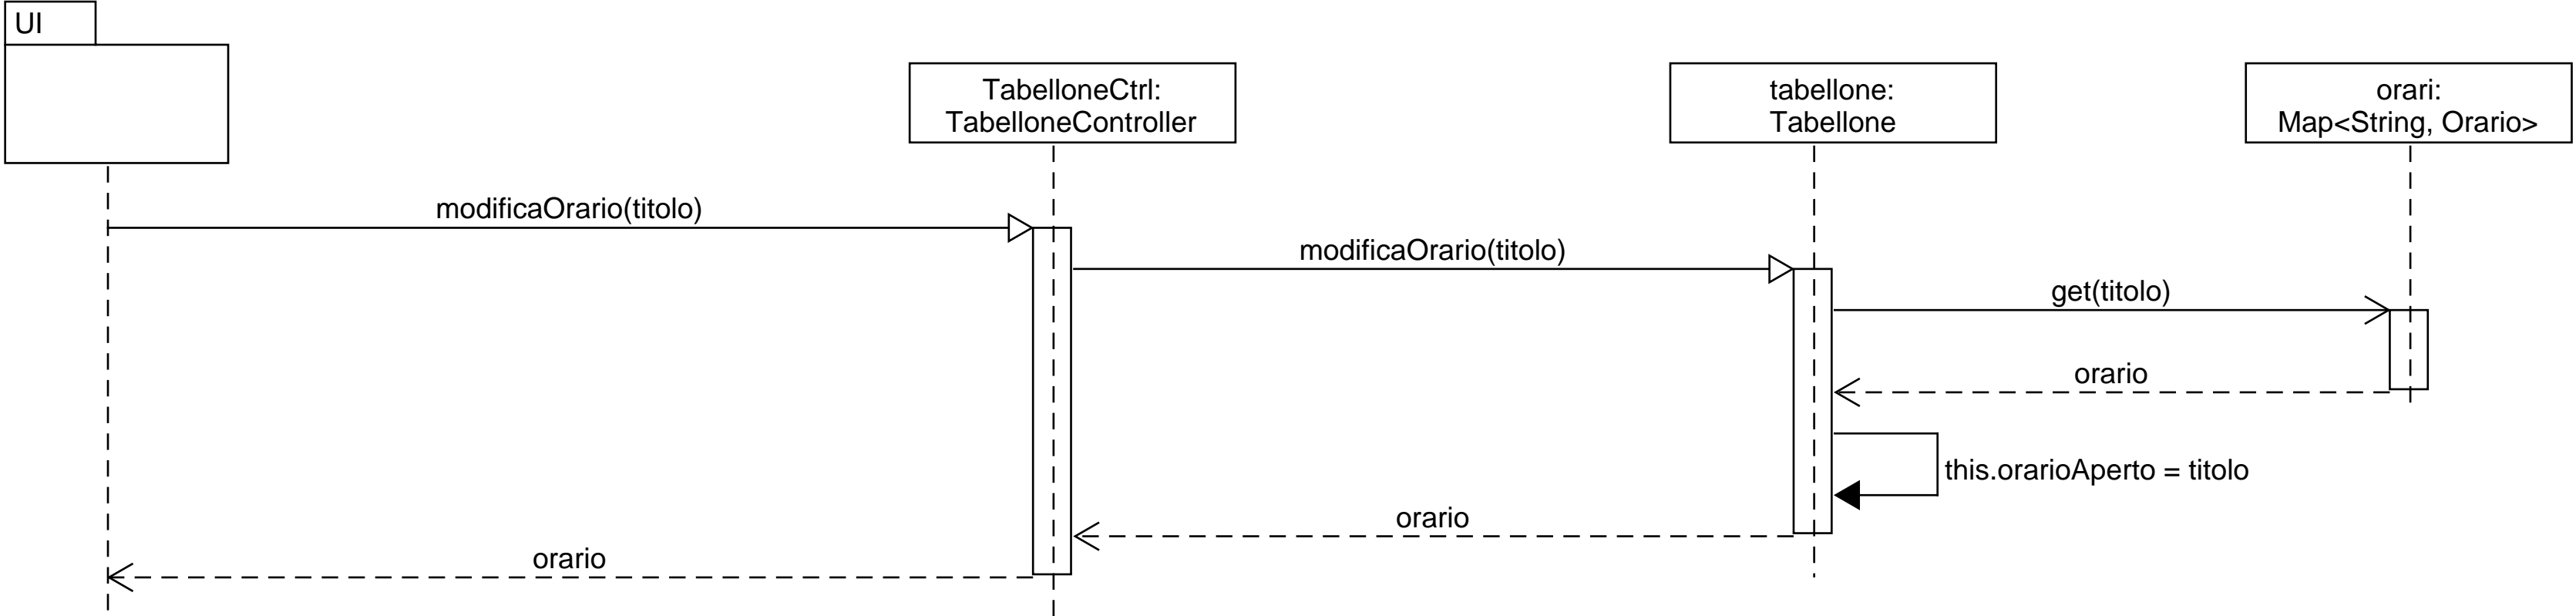 UI
TabelloneCtrl:
TabelloneController
tabellone:
Tabellone
orari:
Map<String, Orario>
modificaOrario(titolo)
modificaOrario(titolo)
get(titolo)
orario
this.orarioAperto = titolo
orario
orario